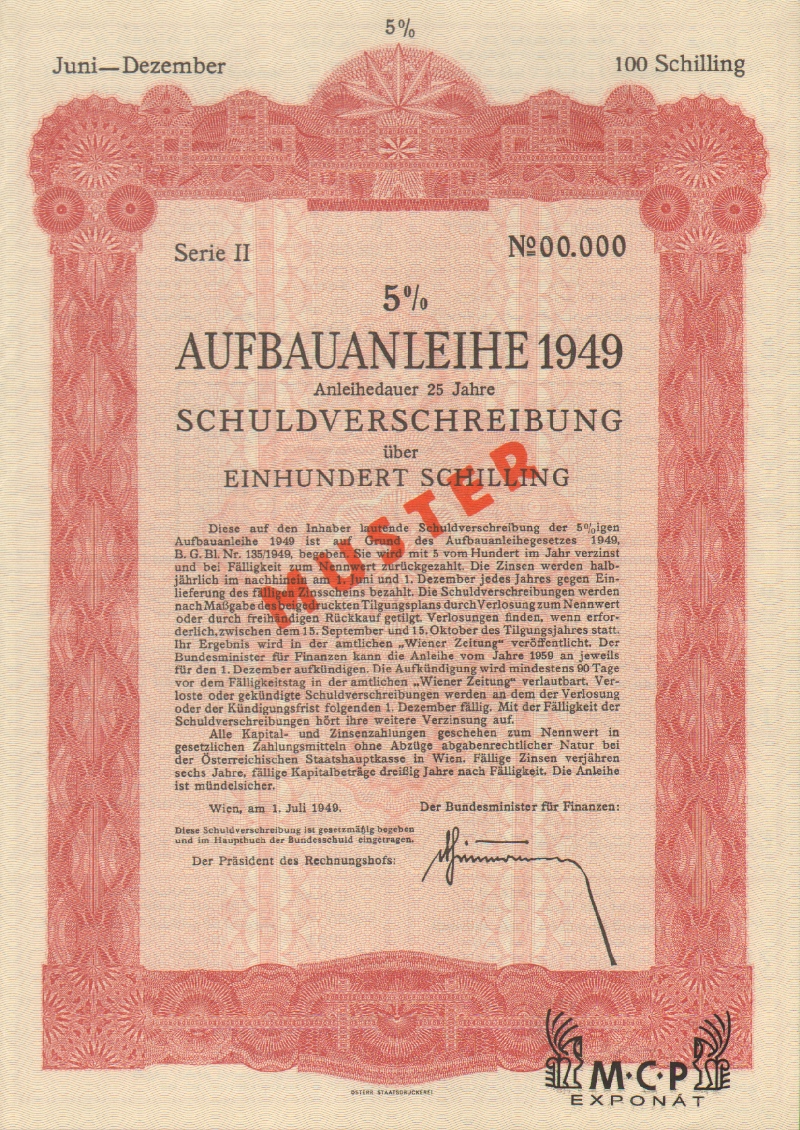 5%
Juni—Dezember
100 Schilling
Serie II
№ 00.000
5%
AUFBAUANLEIHE 1949
Anleihedauer 25 Jahre
SCHULDVERSCHREIBUNG
über
EINHUNDERT SCHILLING
MUSTER
Diese auf den Inhaber lautende Schuldverschreibung der 5%igen
Aufbauanleihe 1949 ist auf Grund des Aufbauanleihegesetzes 1949,
B. G. Bl. Nr. 135/1949, begeben. Sie wird mit 5 vom Hundert im Jahr verzinst
und bei Fälligkeit zum Nennwert zurückgezahlt. Die Zinsen werden halb-
jährlich im nachhinein am 1. Juni und 1. Dezember jedes Jahres gegen Ein-
lieferung des fälligen Zinsscheins bezahlt. Die Schuldverschreibungen werden
nach Maßgabe des beigedruckten Tilgungsplans durch Verlosung zum Nennwert
oder durch freihändigen Rückkauf getilgt. Verlosungen finden, wenn erfor-
derlich, zwischen dem 15. September und 15. Oktober des Tilgungsjahres statt.
Ihr Ergebnis wird in der amtlichen „Wiener Zeitung" veröffentlicht. Der
Bundesminister für Finanzen kann die Anleihe vom Jahre 1959 an jeweils
für den 1. Dezember aufkündigen. Die Aufkündigung wird mindestens 90 Tage
vor dem Fälligkeitstag in der amtlichen „Wiener Zeitung" verlautbart. Ver-
loste oder gekündigte Schuldverschreibungen werden an dem der Verlosung
oder der Kündigungsfrist folgenden 1. Dezember fällig. Mit der Fälligkeit der
Schuldverschreibungen hört ihre weitere Verzinsung auf.
Alle Kapital- und Zinsenzahlungen geschehen zum Nennwert in
gesetzlichen Zahlungsmitteln ohne Abzüge abgabenrechtlicher Natur bei
der Österreichischen Staatshauptkasse in Wien. Fällige Zinsen verjähren
sechs Jahre, fällige Kapitalbeträge dreißig Jahre nach Fälligkeit. Die Anleihe
ist mündelsicher.
Wien, am 1. Juli 1949.
Der Bundesminister für Finanzen:
Diese Schuldverschreibung ist gesetzmäßig begeben
und im Hauptbuch der Bundesschuld eingetragen.
Der Präsident des Rechnungshofs:
M·C·P
EXPONÁT
ÖSTERR. STAATSDRUCKEREI